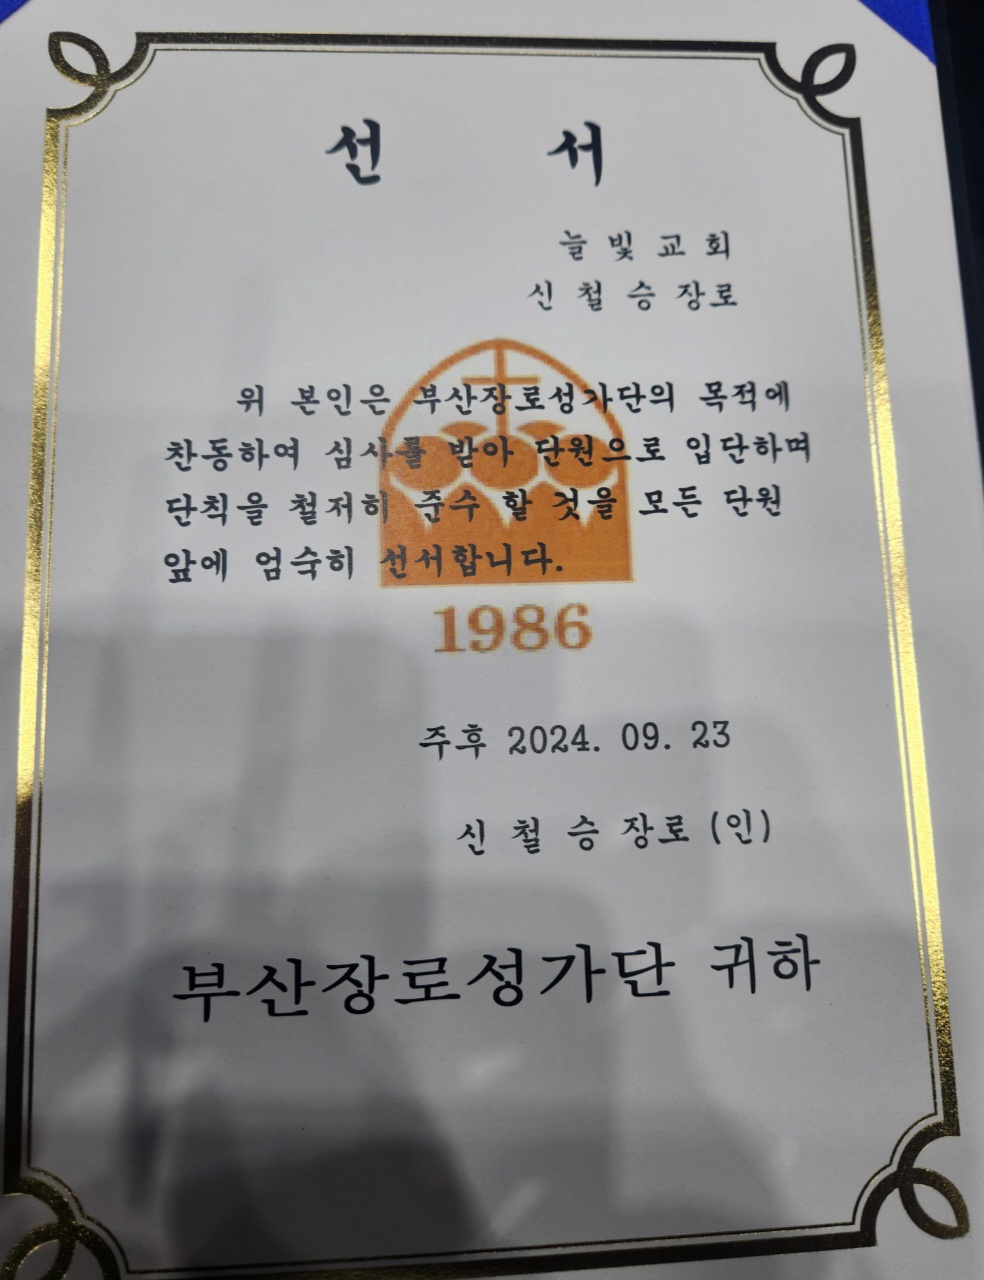 선 서
늘 빛 교 회
신 철 승 장로
위 본인은 부산장로성가단의 목적에
찬동하여 심사를 받아 단원으로 입단하며
단칙을 철저히 준수 할 것을 모든 단원
앞에 엄숙히 선서합니다.
1986
주후 2024. 09. 23
신 철 승 장로 (인)
부산장로성가단 귀하